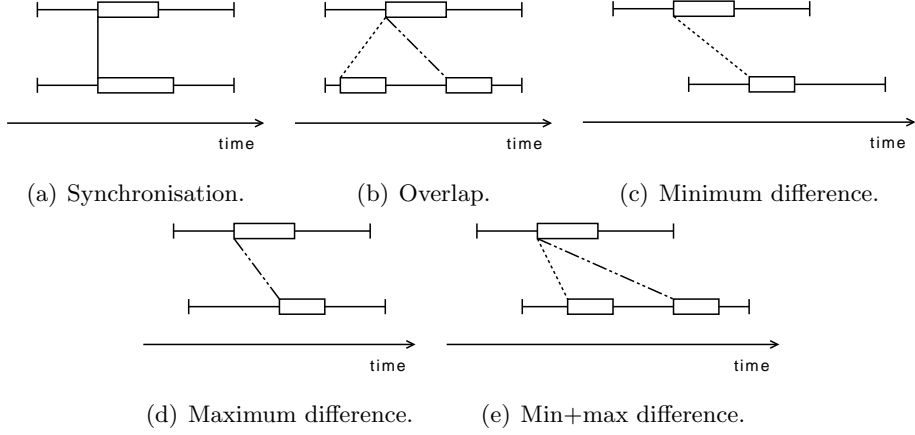 time time time
(a) Synchronisation. (b) Overlap. (c) Minimum difference.
time time
(d) Maximum difference. (e) Min+max difference.